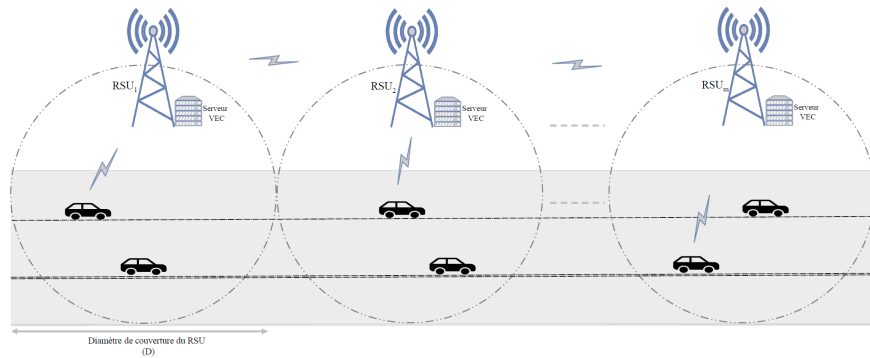 RSU1
Serveur
VEC
RSU2
Serveur
VEC
RSUm
Serveur
VEC
Diamètre de couverture du RSU
(D)